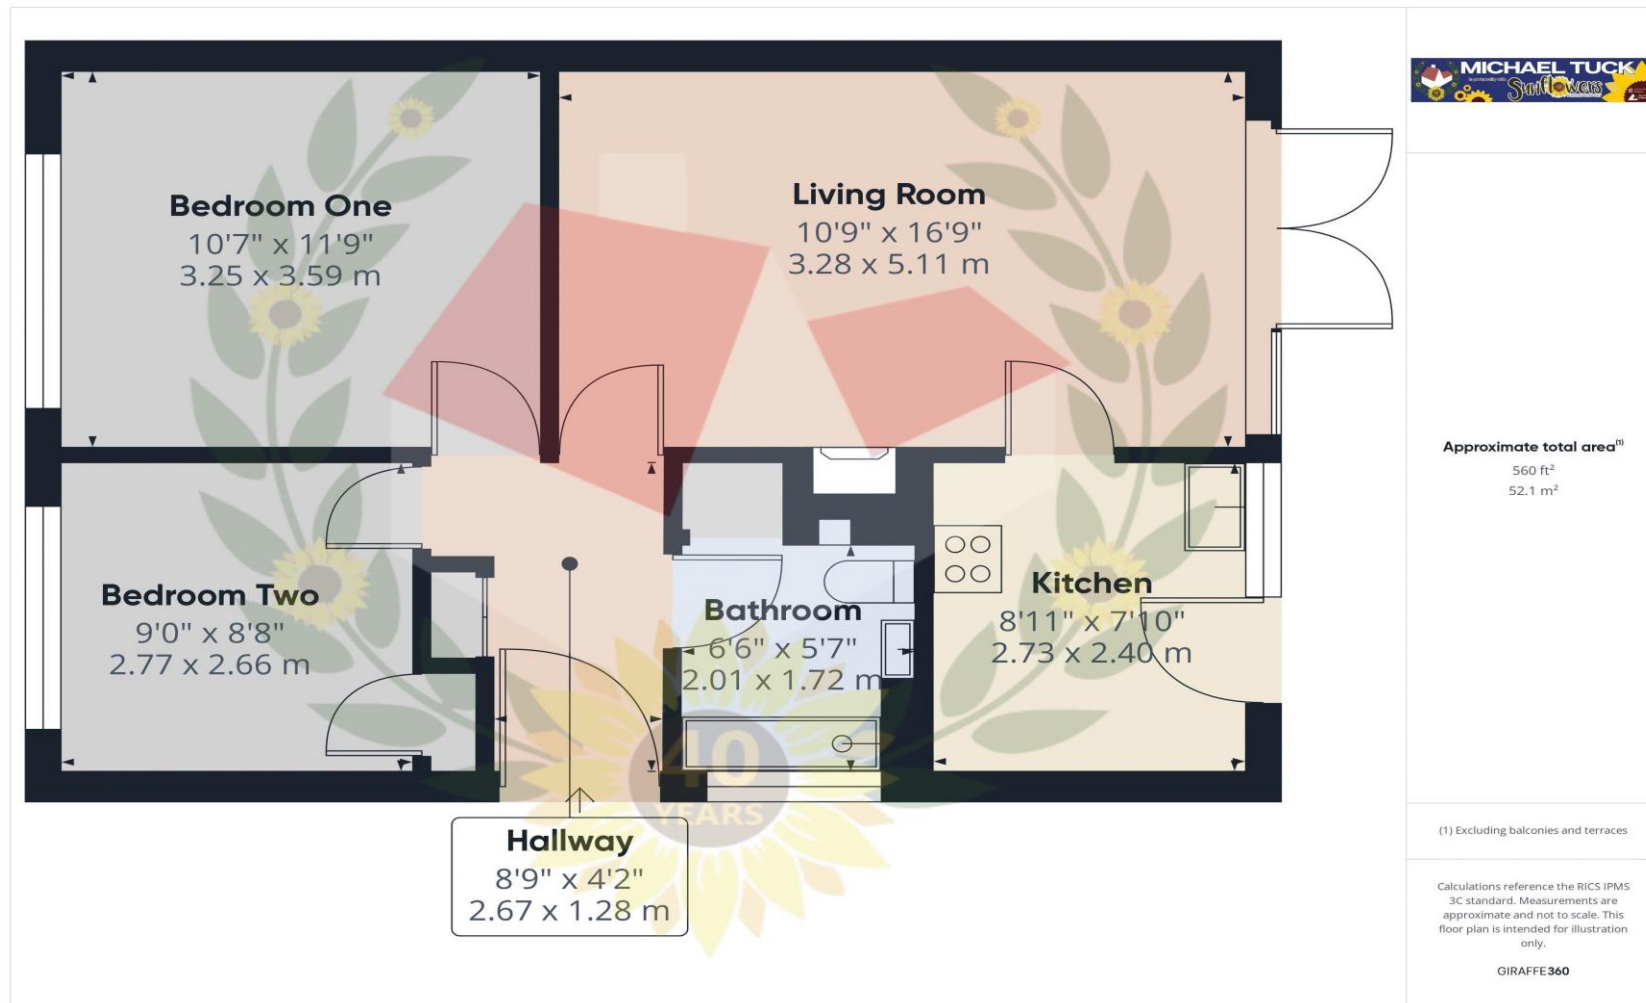 MICHAEL TUCK
Sunflowers
Bedroom One
10'7" x 11'9"
3.25 x 3.59 m
Living Room
10'9" x 16'9"
3.28 x 5.11 m
Bedroom Two
9'0" x 8'8"
2.77 x 2.66 m
Bathroom
6'6" x 5'7"
2.01 x 1.72 m
Kitchen
8'11" x 7'10"
2.73 x 2.40 m
40
YEARS
Hallway
8'9" x 4'2"
2.67 x 1.28 m
Approximate total area(1)
560 ft²
52.1 m²
(1) Excluding balconies and terraces
Calculations reference the RICS IPMS
3C standard. Measurements are
approximate and not to scale. This
floor plan is intended for illustration
only.
GIRAFFE360